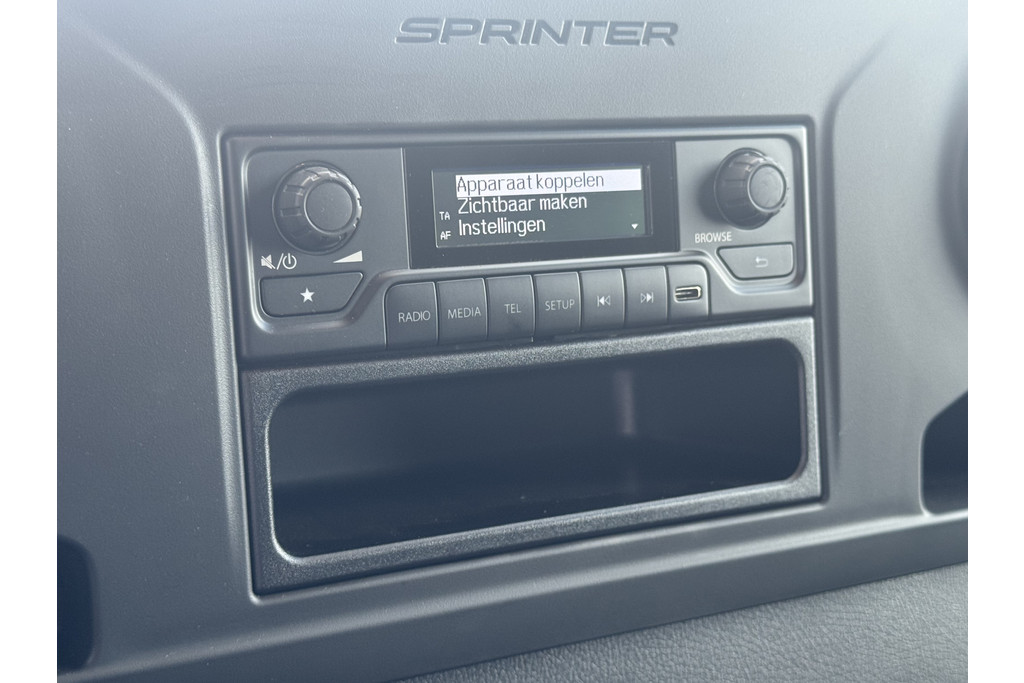 SPRINTER
Apparaat koppelen
TA Zichtbaar maken
AF Instellingen
BROWSE
RADIO MEDIA TEL SETUP